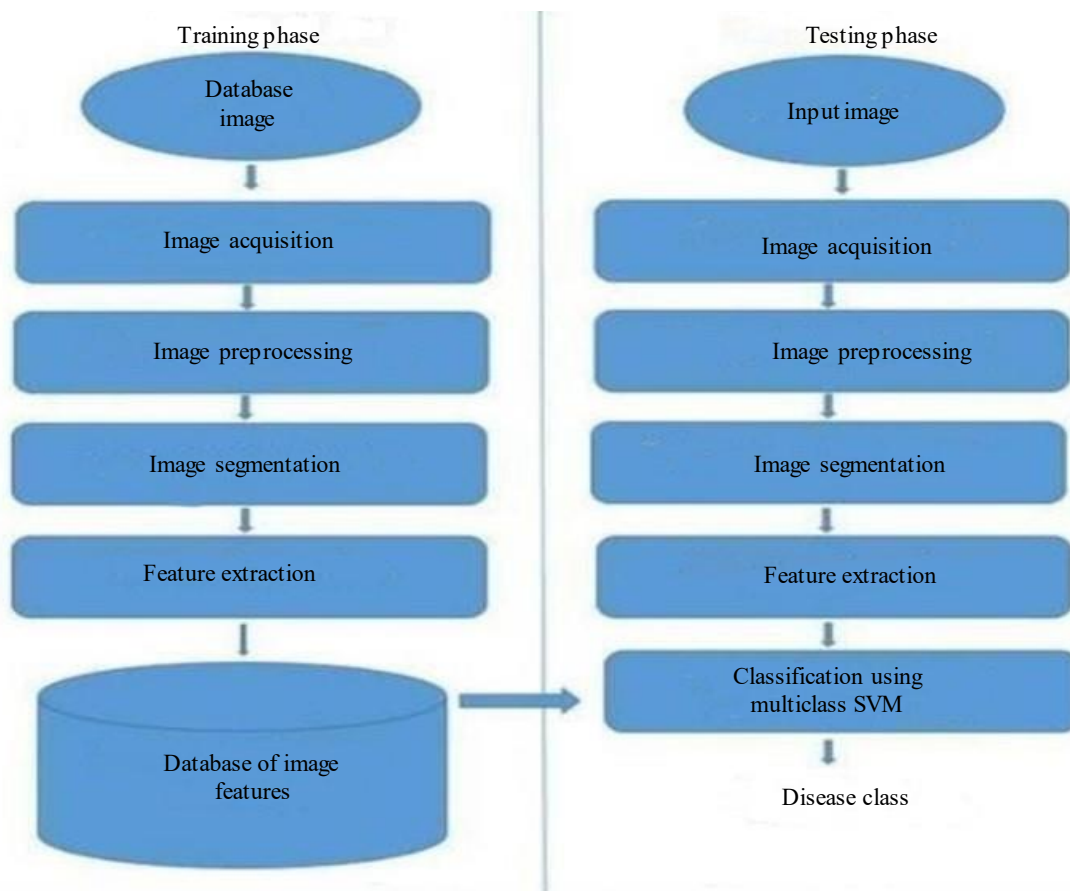 Training phase
Database
image
Image acquisition
Image preprocessing
Image segmentation
Feature extraction
Database of image
features
Testing phase
Input image
Image acquisition
Image preprocessing
Image segmentation
Feature extraction
Classification using
multiclass SVM
Disease class